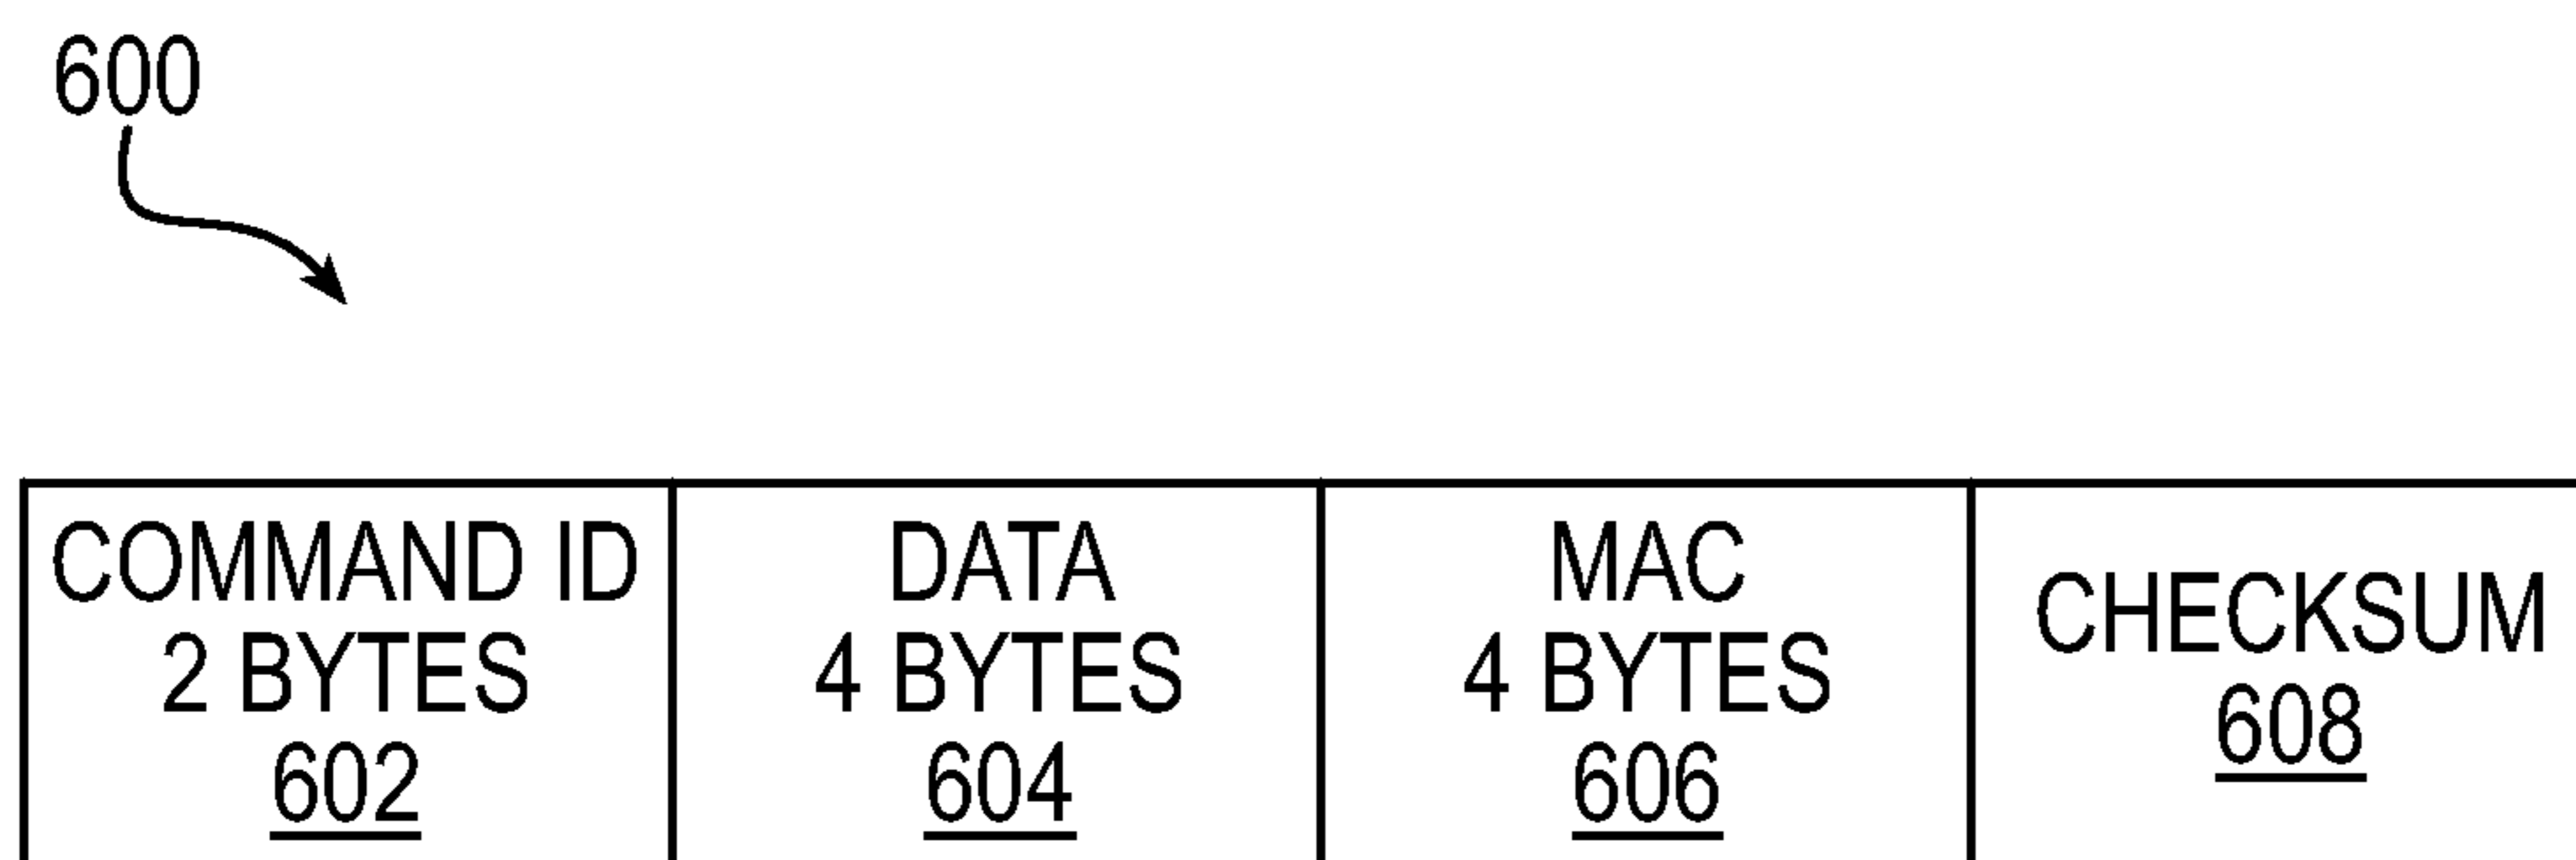 600
COMMAND ID
2 BYTES
602
DATA
4 BYTES
604
MAC
4 BYTES
606
CHECKSUM
608